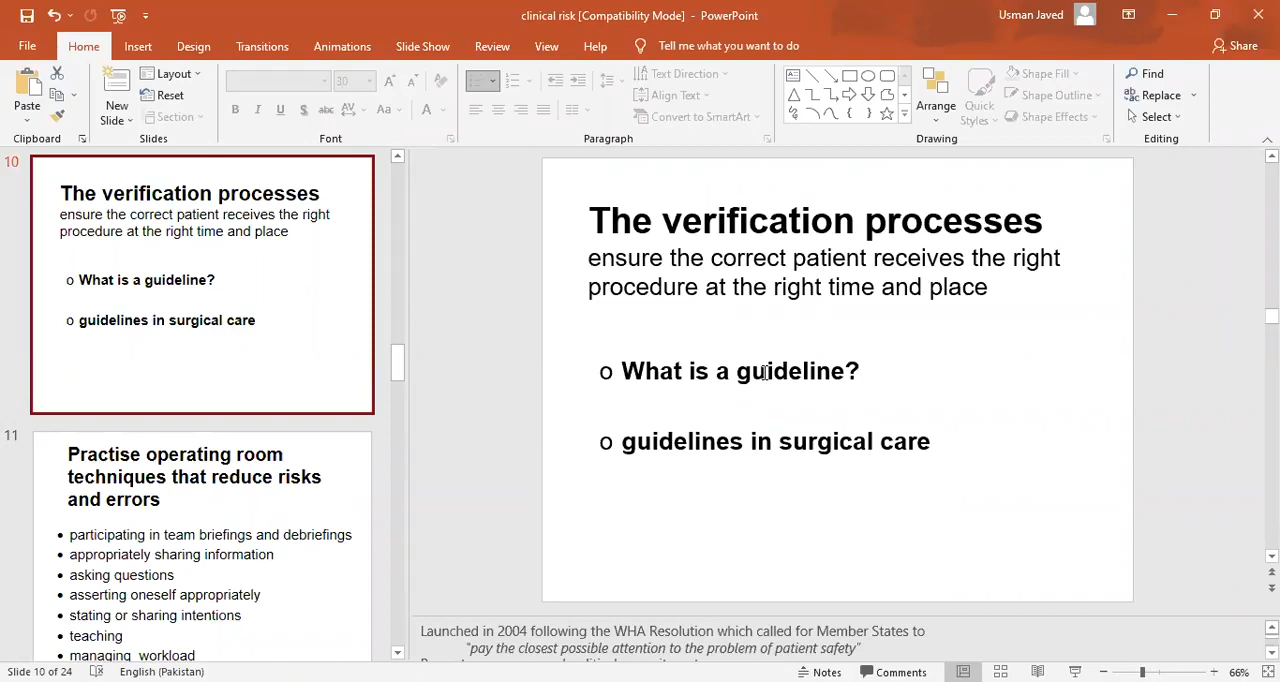 clinical risk [Compatibility Mode] - PowerPoint
Usman Javed
File Home Insert Design Transitions Animations Slide Show Review View Help Tell me what you want to do Share
Paste
Clipboard
New Slide
Layout
Reset
Section
Slides
30
B I U S abc AV Aa A
Font
Text Direction
Align Text
Convert to SmartArt
Paragraph
Arrange
Quick Styles
Shape Fill
Shape Outline
Shape Effects
Drawing
Find
Replace
Select
Editing
10
The verification processes
ensure the correct patient receives the right
procedure at the right time and place
o What is a guideline?
o guidelines in surgical care
11
Practise operating room
techniques that reduce risks
and errors
• participating in team briefings and debriefings
• appropriately sharing information
• asking questions
• asserting oneself appropriately
• stating or sharing intentions
• teaching
• managing workload
The verification processes
ensure the correct patient receives the right
procedure at the right time and place
o What is a guideline?
o guidelines in surgical care
Launched in 2004 following the WHA Resolution which called for Member States to
"pay the closest possible attention to the problem of patient safety"
Slide 10 of 24 English (Pakistan) Notes Comments 66%